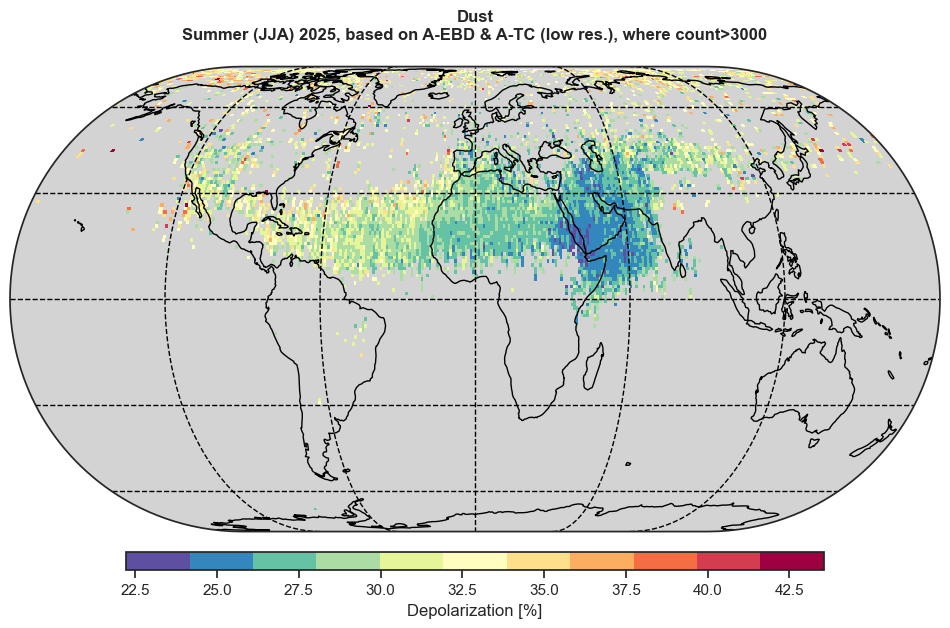 Dust
Summer (JJA) 2025, based on A-EBD & A-TC (low res.), where count>3000
22.5 25.0 27.5 30.0 32.5 35.0 37.5 40.0 42.5
Depolarization [%]